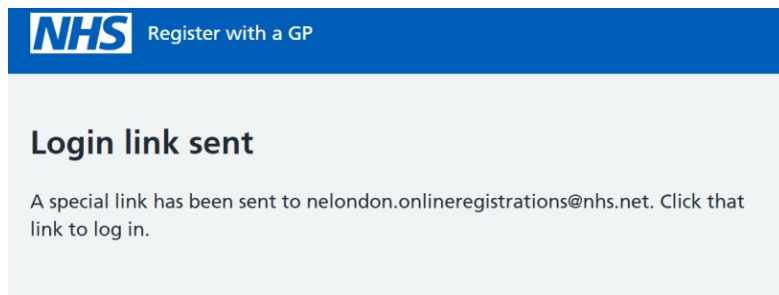 NHS Register with a GP
Login link sent
A special link has been sent to nelondon.onlineregistrations@nhs.net. Click that
link to log in.